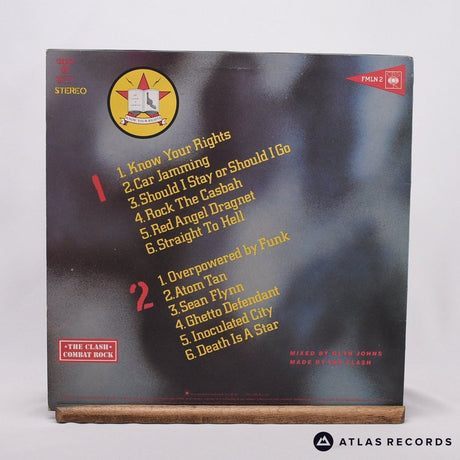 STEREO
FMLN 2
KNOW YOUR RIGHTS
1
1. Know Your Rights
2. Car Jamming
3. Should I Stay or Should I Go
4. Rock The Casbah
5. Red Angel Dragnet
6. Straight To Hell
2
1. Overpowered by Funk
2. Atom Tan
3. Sean Flynn
4. Ghetto Defendant
5. Inoculated City
6. Death Is A Star
•THE CLASH•
COMBAT ROCK
MIXED BY GLYN JOHNS
MADE BY THE CLASH
ATLAS RECORDS